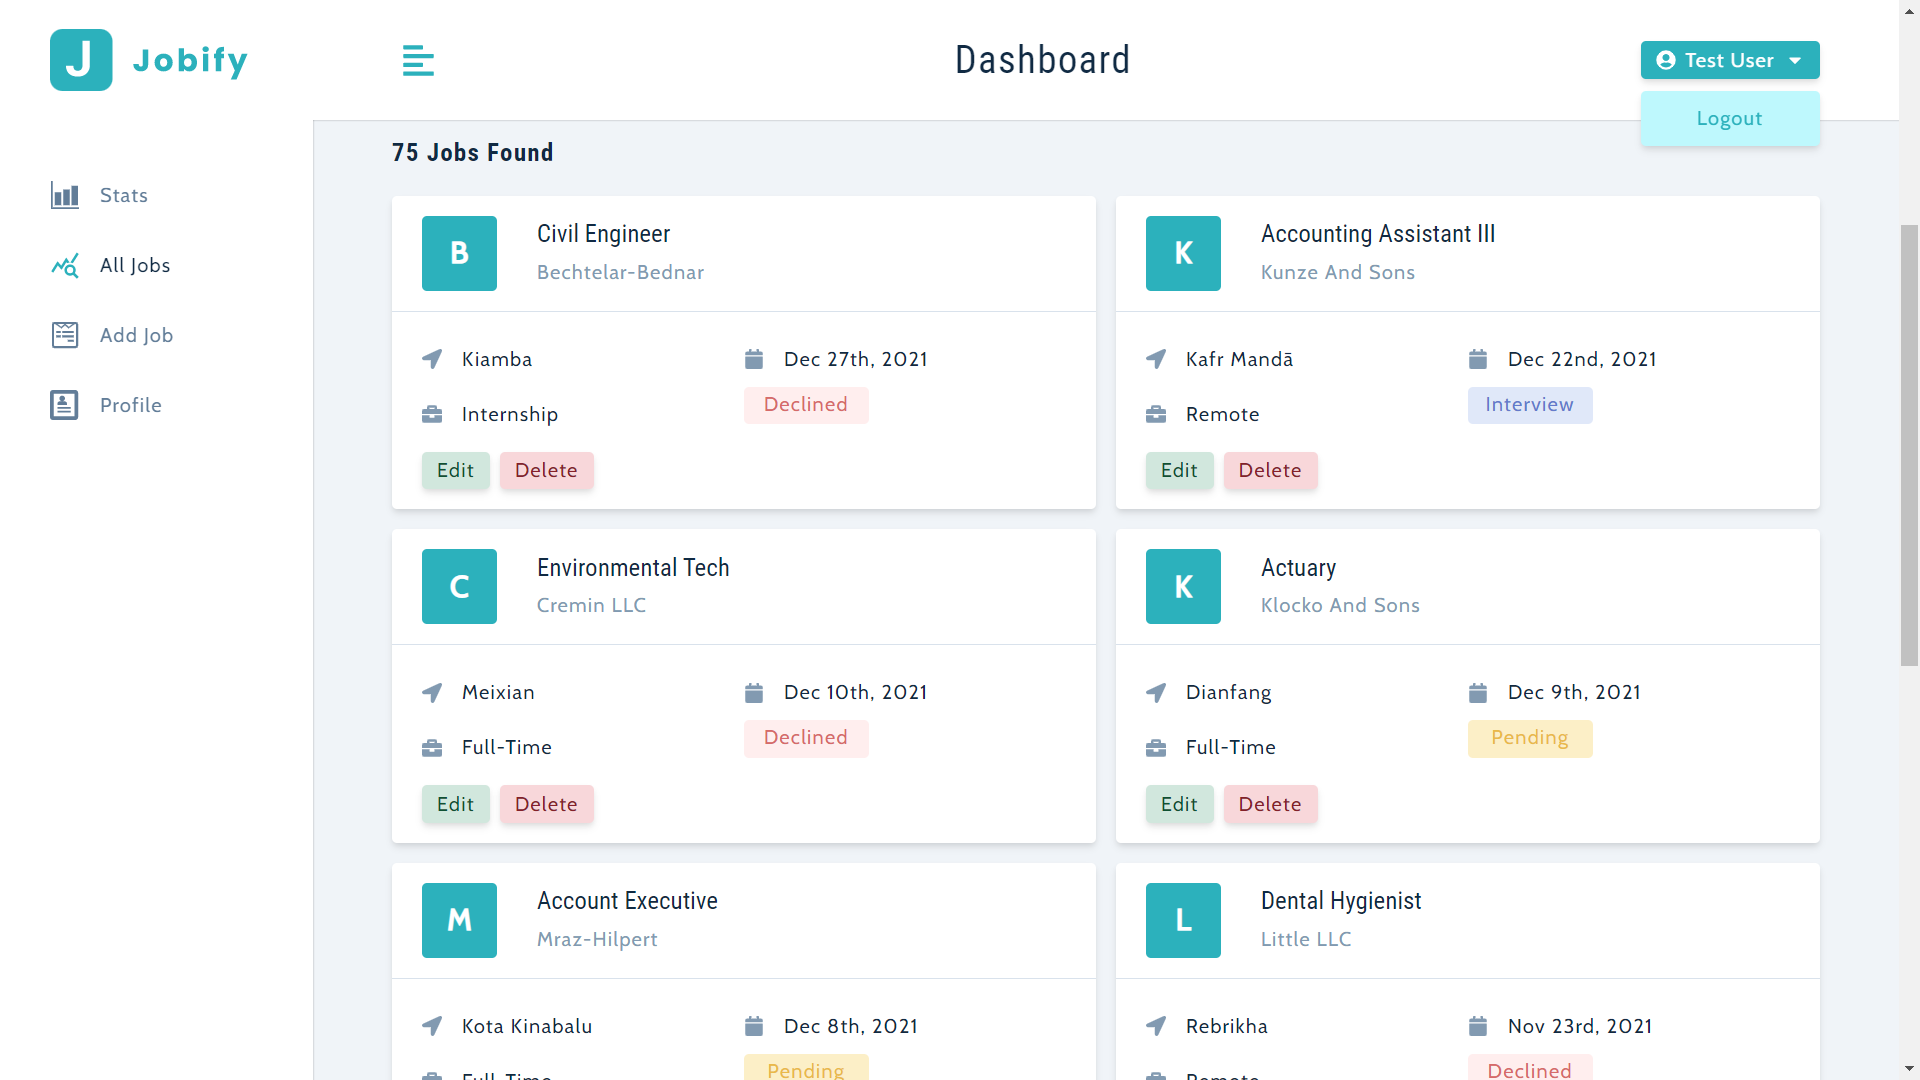 J Jobify
Dashboard
Test User
Logout
Stats
All Jobs
Add Job
Profile
75 Jobs Found
B
Civil Engineer
Bechtelar-Bednar
Kiamba
Dec 27th, 2021
Internship
Declined
Edit Delete
K
Accounting Assistant III
Kunze And Sons
Kafr Mandā
Dec 22nd, 2021
Remote
Interview
Edit Delete
C
Environmental Tech
Cremin LLC
Meixian
Dec 10th, 2021
Full-Time
Declined
Edit Delete
K
Actuary
Klocko And Sons
Dianfang
Dec 9th, 2021
Full-Time
Pending
Edit Delete
M
Account Executive
Mraz-Hilpert
Kota Kinabalu
Dec 8th, 2021
Full-Time
Pending
L
Dental Hygienist
Little LLC
Rebrikha
Nov 23rd, 2021
Remote
Declined